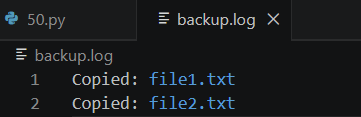 50.py backup.log
backup.log
1 Copied: file1.txt
2 Copied: file2.txt